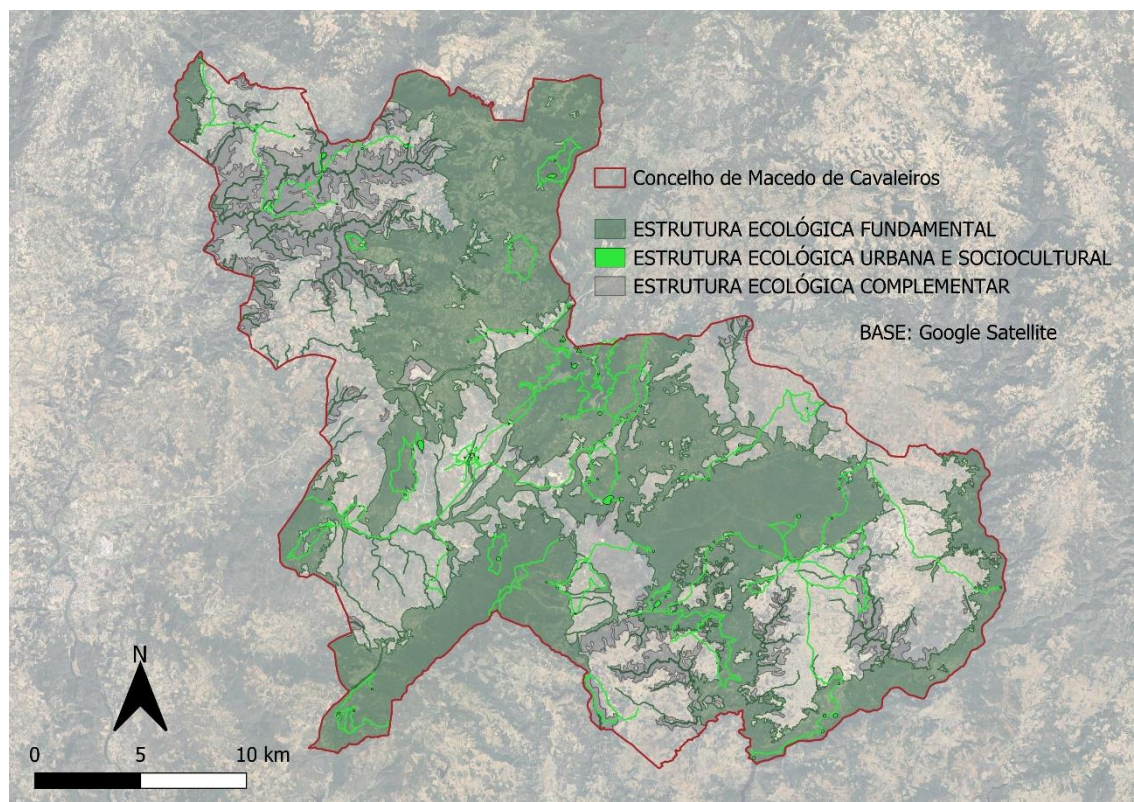 Concelho de Macedo de Cavaleiros
ESTRUTURA ECOLÓGICA FUNDAMENTAL
ESTRUTURA ECOLÓGICA URBANA E SOCIOCULTURAL
ESTRUTURA ECOLÓGICA COMPLEMENTAR
BASE: Google Satellite
N
0 5 10 km